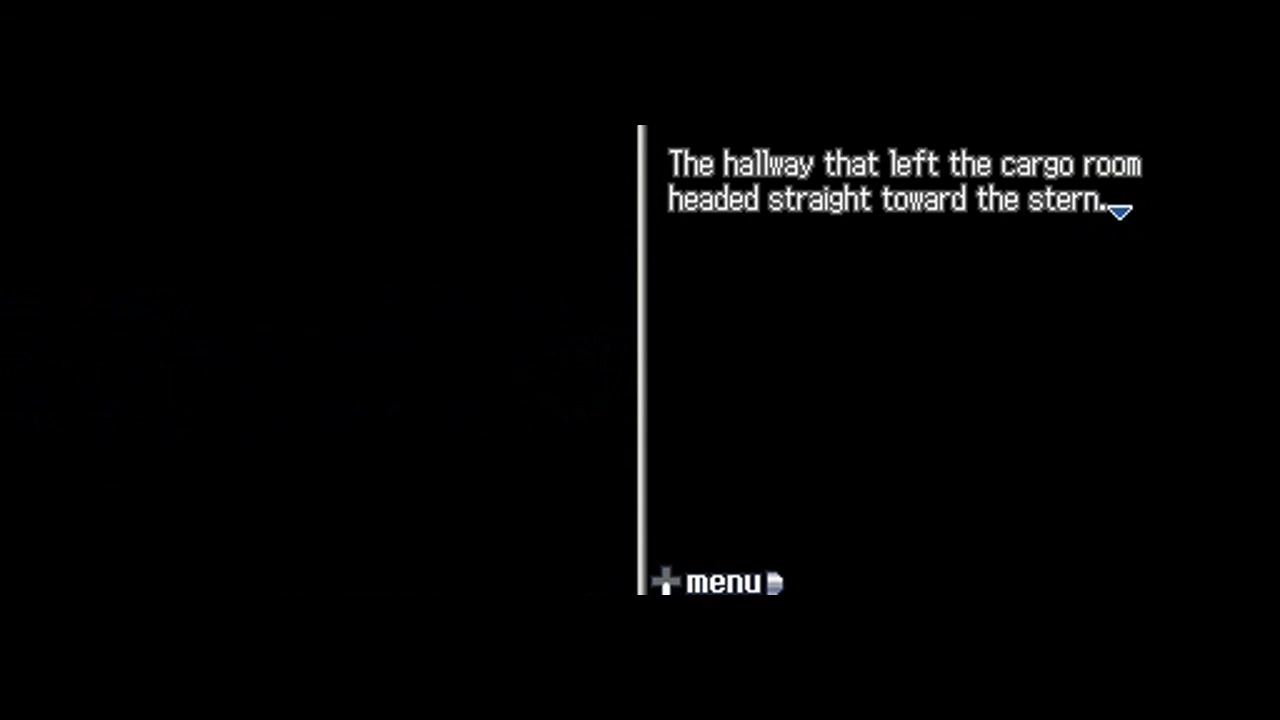 The hallway that left the cargo room
headed straight toward the stern.
menu